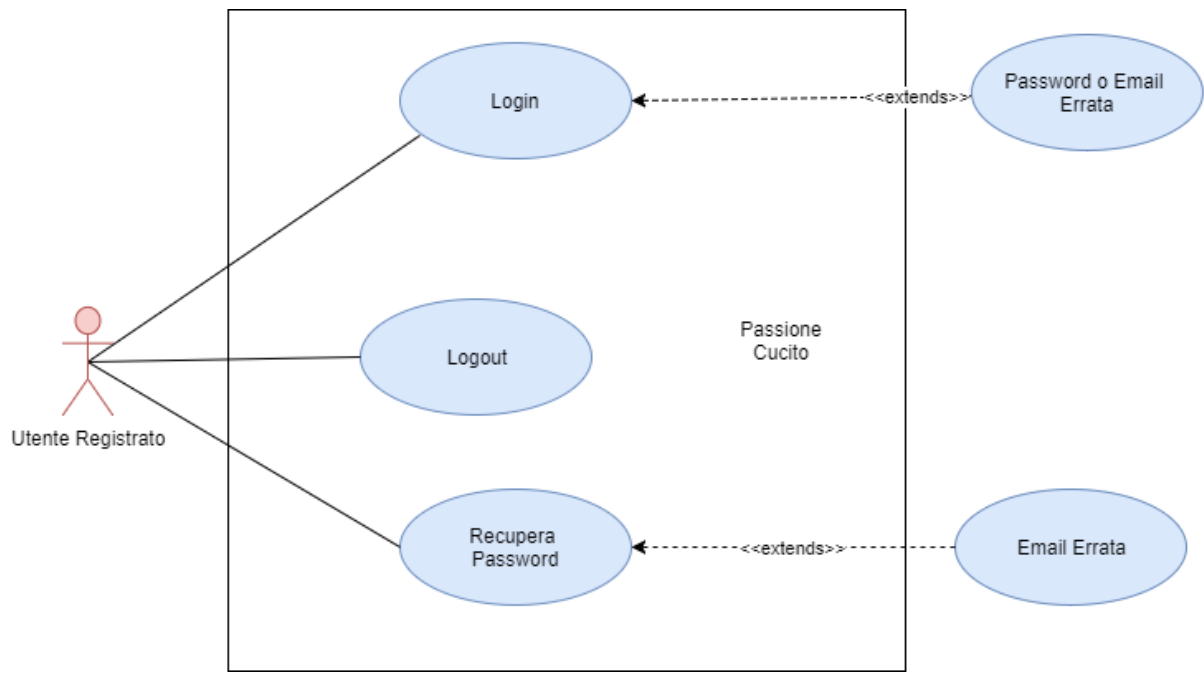 Login
<<extends>>
Password o Email
Errata
Logout
Passione
Cucito
Utente Registrato
Recupera
Password
<<extends>>
Email Errata